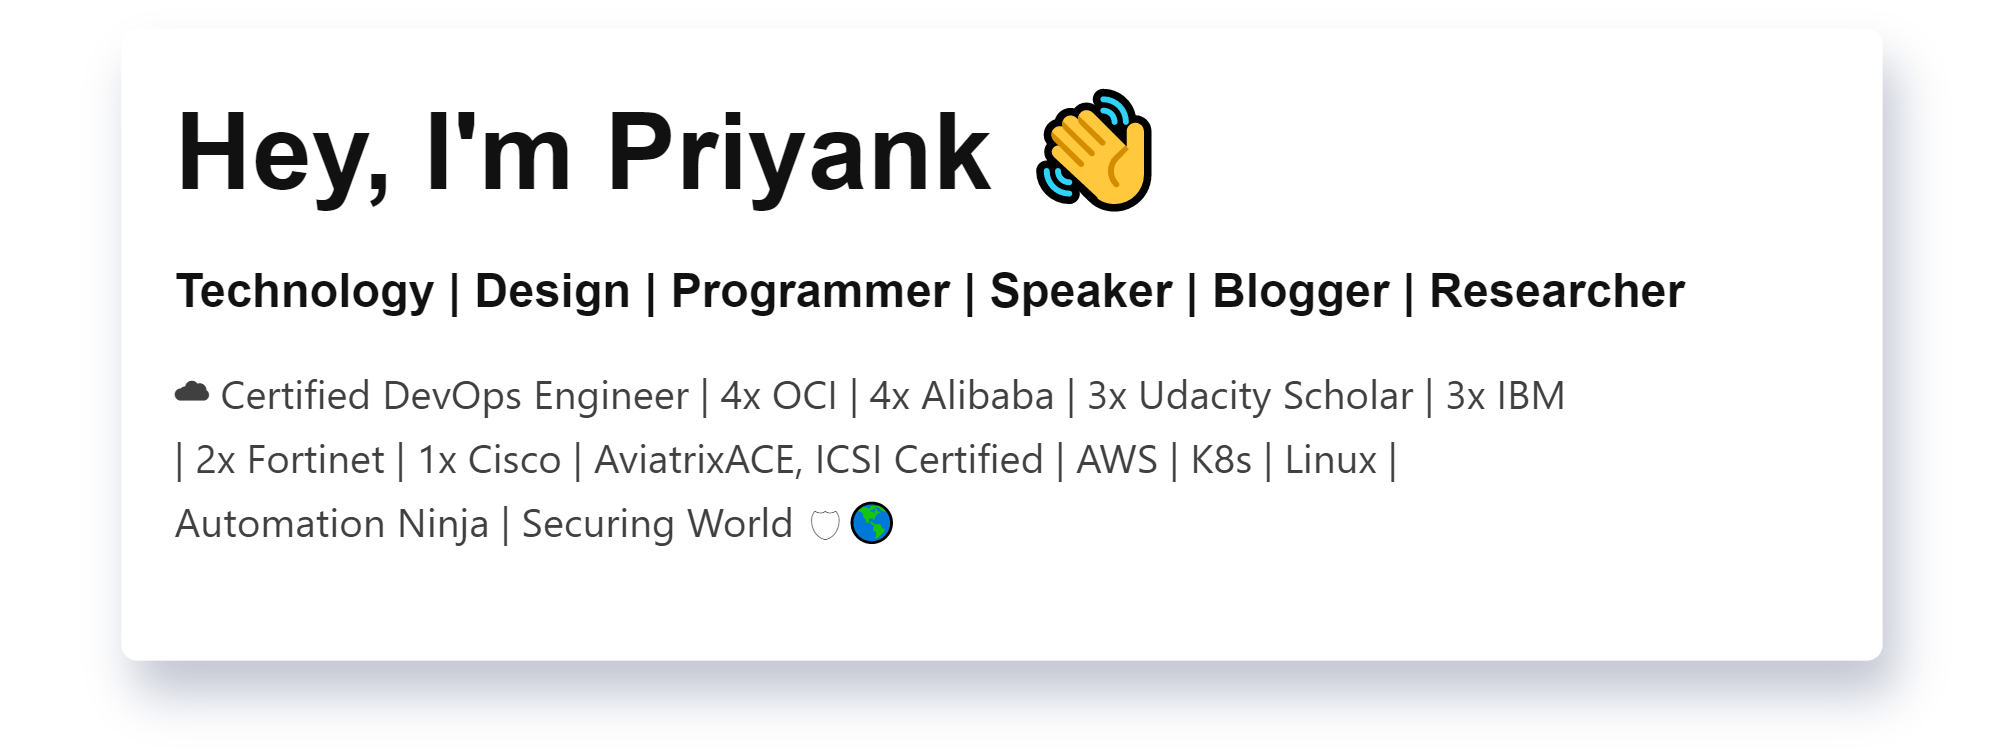 Hey, I'm Priyank 👋
Technology | Design | Programmer | Speaker | Blogger | Researcher
☁ Certified DevOps Engineer | 4x OCI | 4x Alibaba | 3x Udacity Scholar | 3x IBM
| 2x Fortinet | 1x Cisco | AviatrixACE, ICSI Certified | AWS | K8s | Linux |
Automation Ninja | Securing World 🛡🌎